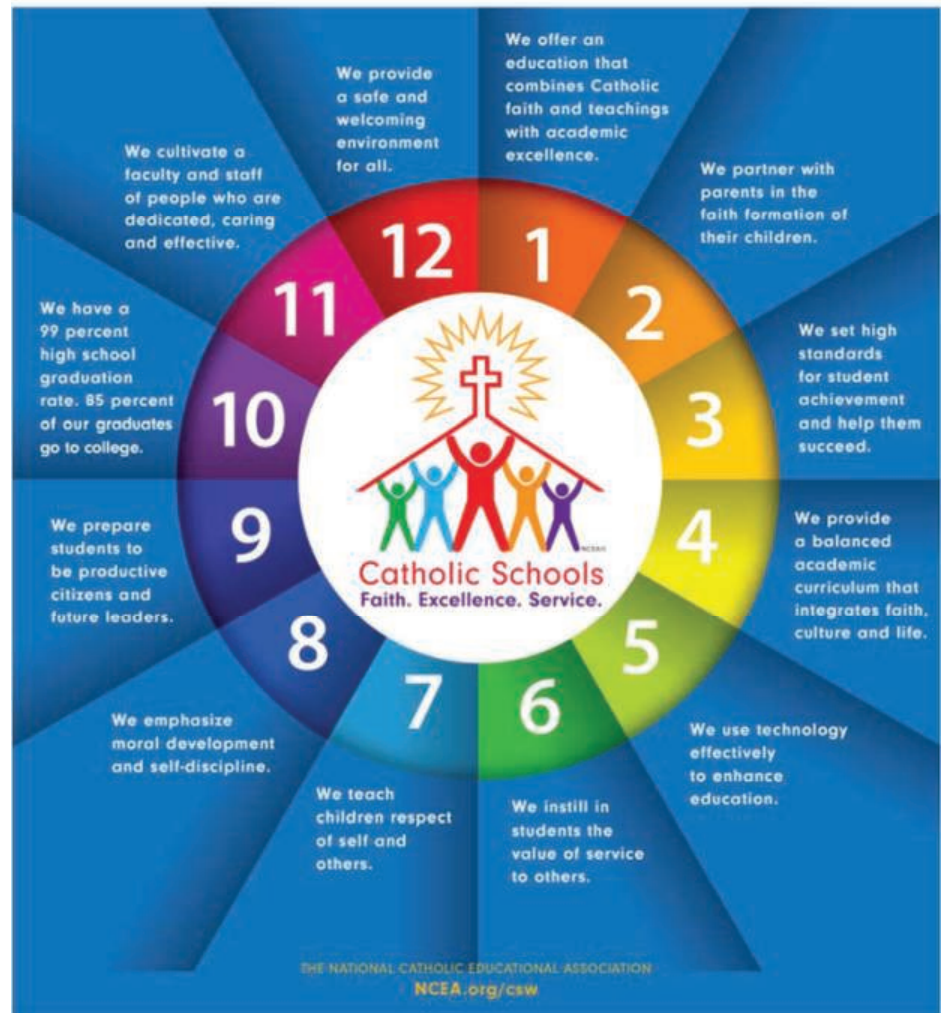 1
We offer an
education that
combines Catholic
faith and teachings
with academic
excellence.
2
We partner with
parents in the
faith formation of
their children.
3
We set high
standards
for student
achievement
and help them
succeed.
4
We provide
a balanced
academic
curriculum that
integrates faith,
culture and life.
5
We use technology
effectively
to enhance
education.
6
We instill in
students the
value of service
to others.
7
We teach
children respect
of self and
others.
8
We emphasize
moral development
and self-discipline.
9
We prepare
students to
be productive
citizens and
future leaders.
10
We have a
99 percent
high school
graduation
rate. 85 percent
of our graduates
go to college.
11
We cultivate a
faculty and staff
of people who are
dedicated, caring
and effective.
12
We provide
a safe and
welcoming
environment
for all.
Catholic Schools
Faith. Excellence. Service.
THE NATIONAL CATHOLIC EDUCATIONAL ASSOCIATION
NCEA.org/csw